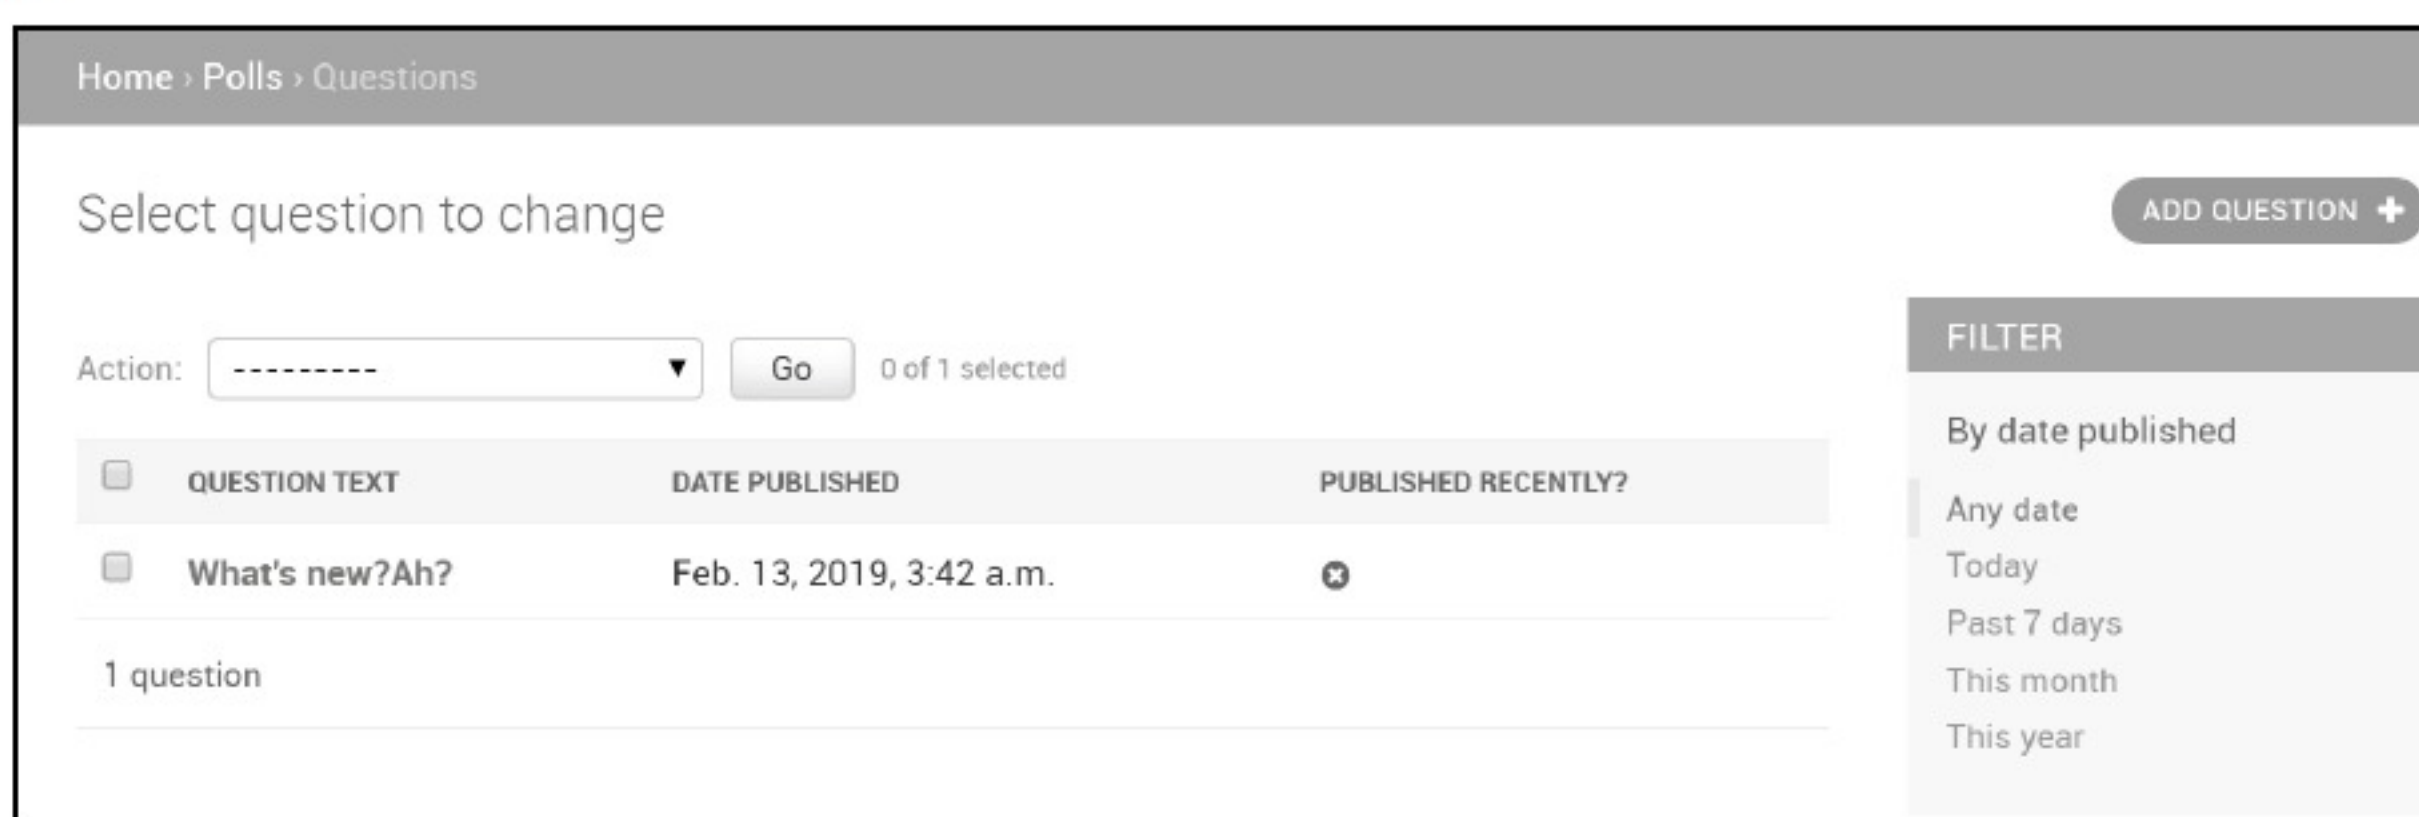 Home › Polls › Questions
Select question to change
ADD QUESTION +
Action: --------- Go 0 of 1 selected
QUESTION TEXT DATE PUBLISHED PUBLISHED RECENTLY?
What's new?Ah? Feb. 13, 2019, 3:42 a.m.
1 question
FILTER
By date published
Any date
Today
Past 7 days
This month
This year